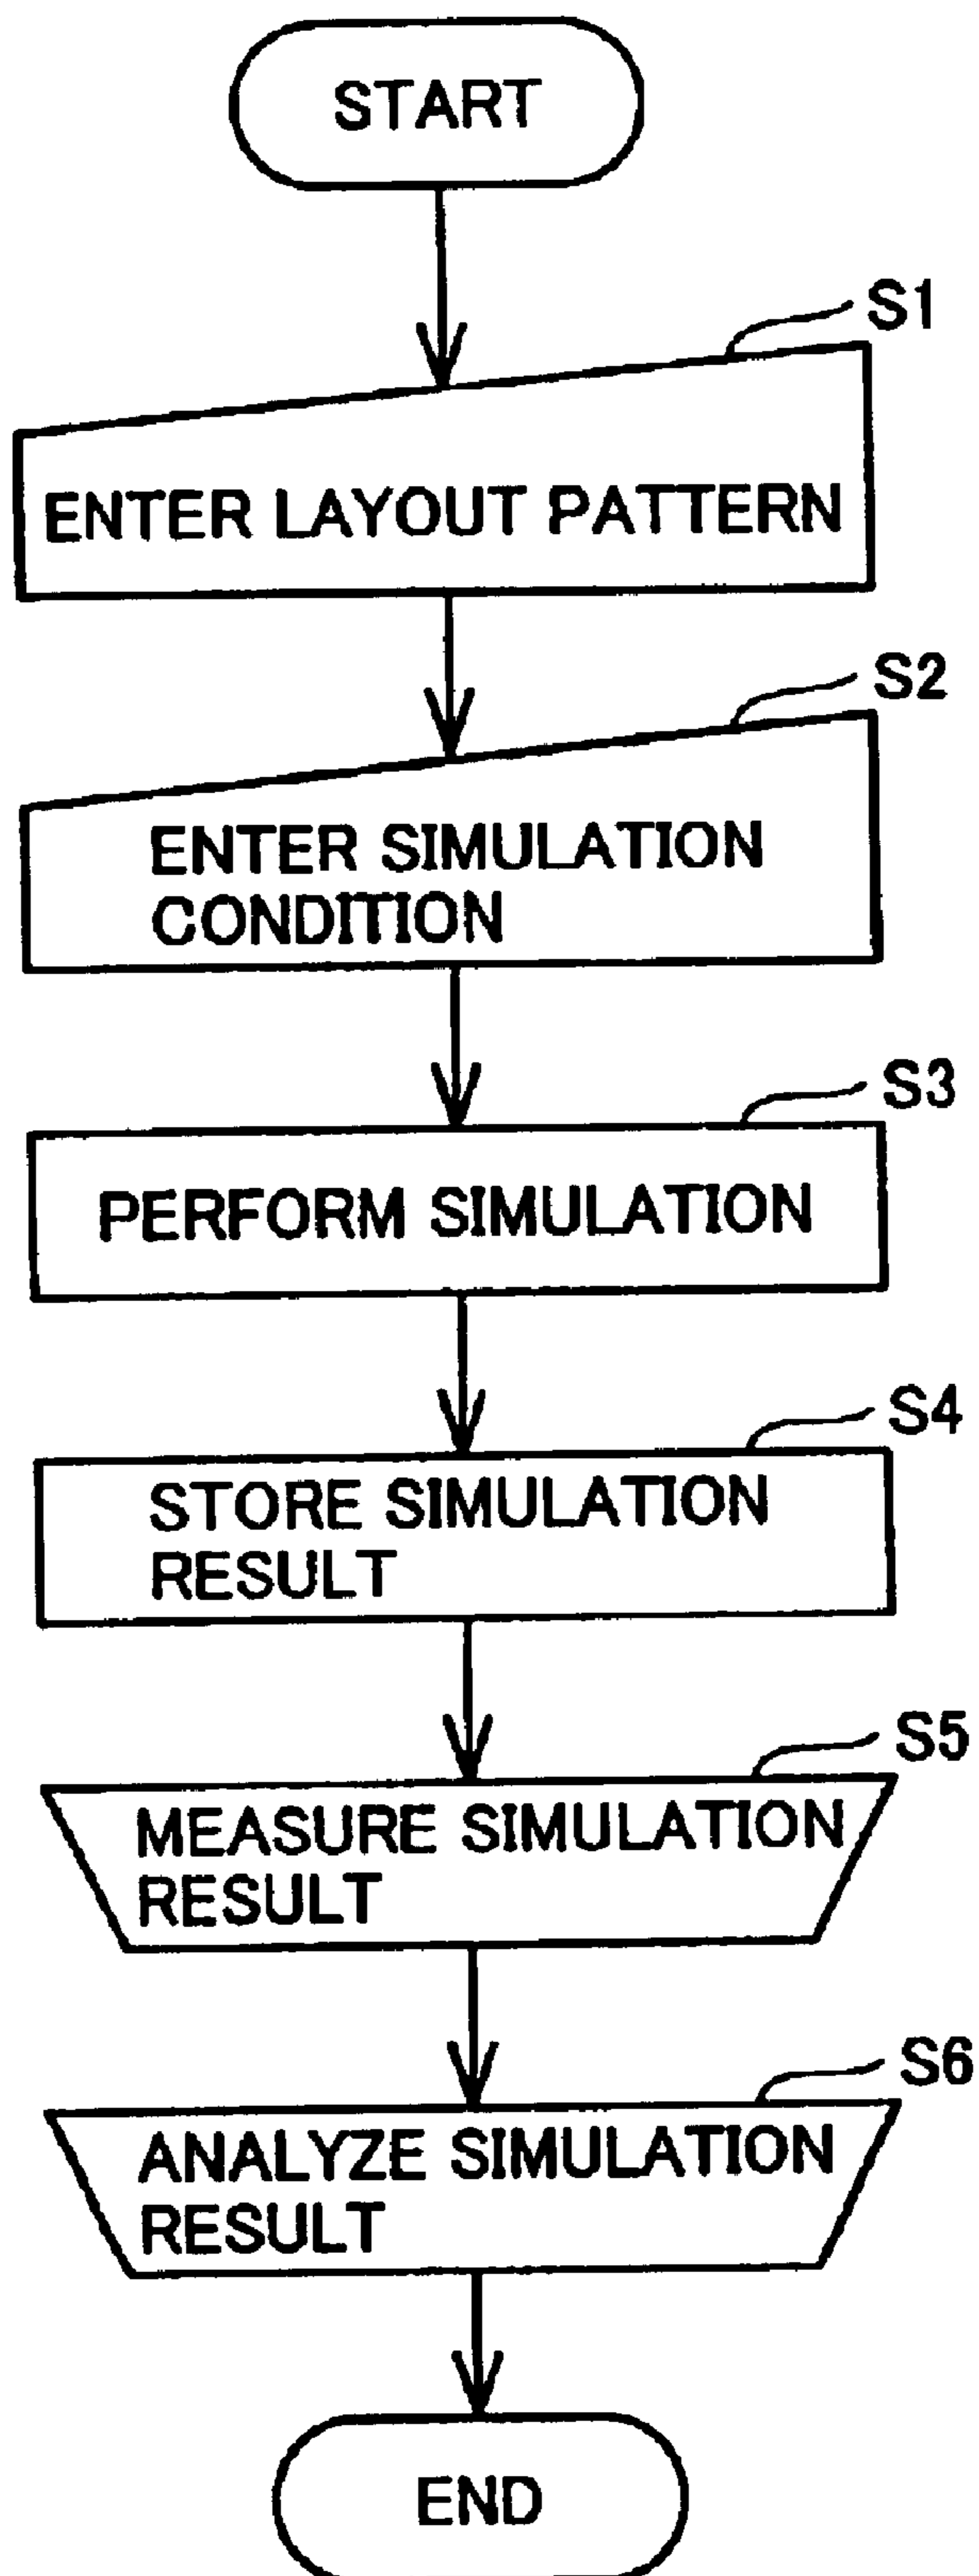 START
S1
ENTER LAYOUT PATTERN
S2
ENTER SIMULATION
CONDITION
S3
PERFORM SIMULATION
S4
STORE SIMULATION
RESULT
S5
MEASURE SIMULATION
RESULT
S6
ANALYZE SIMULATION
RESULT
END